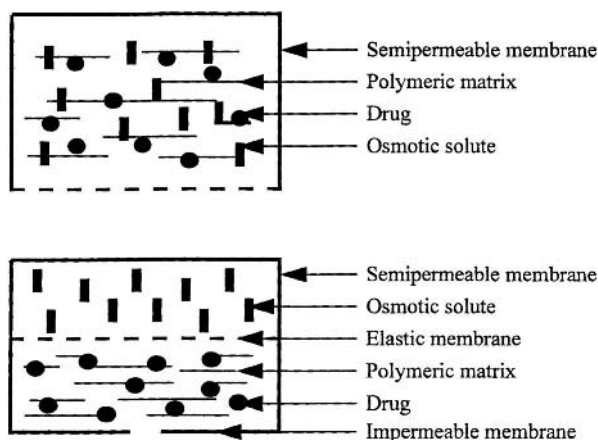 Semipermeable membrane
Polymeric matrix
Drug
Osmotic solute
Semipermeable membrane
Osmotic solute
Elastic membrane
Polymeric matrix
Drug
Impermeable membrane